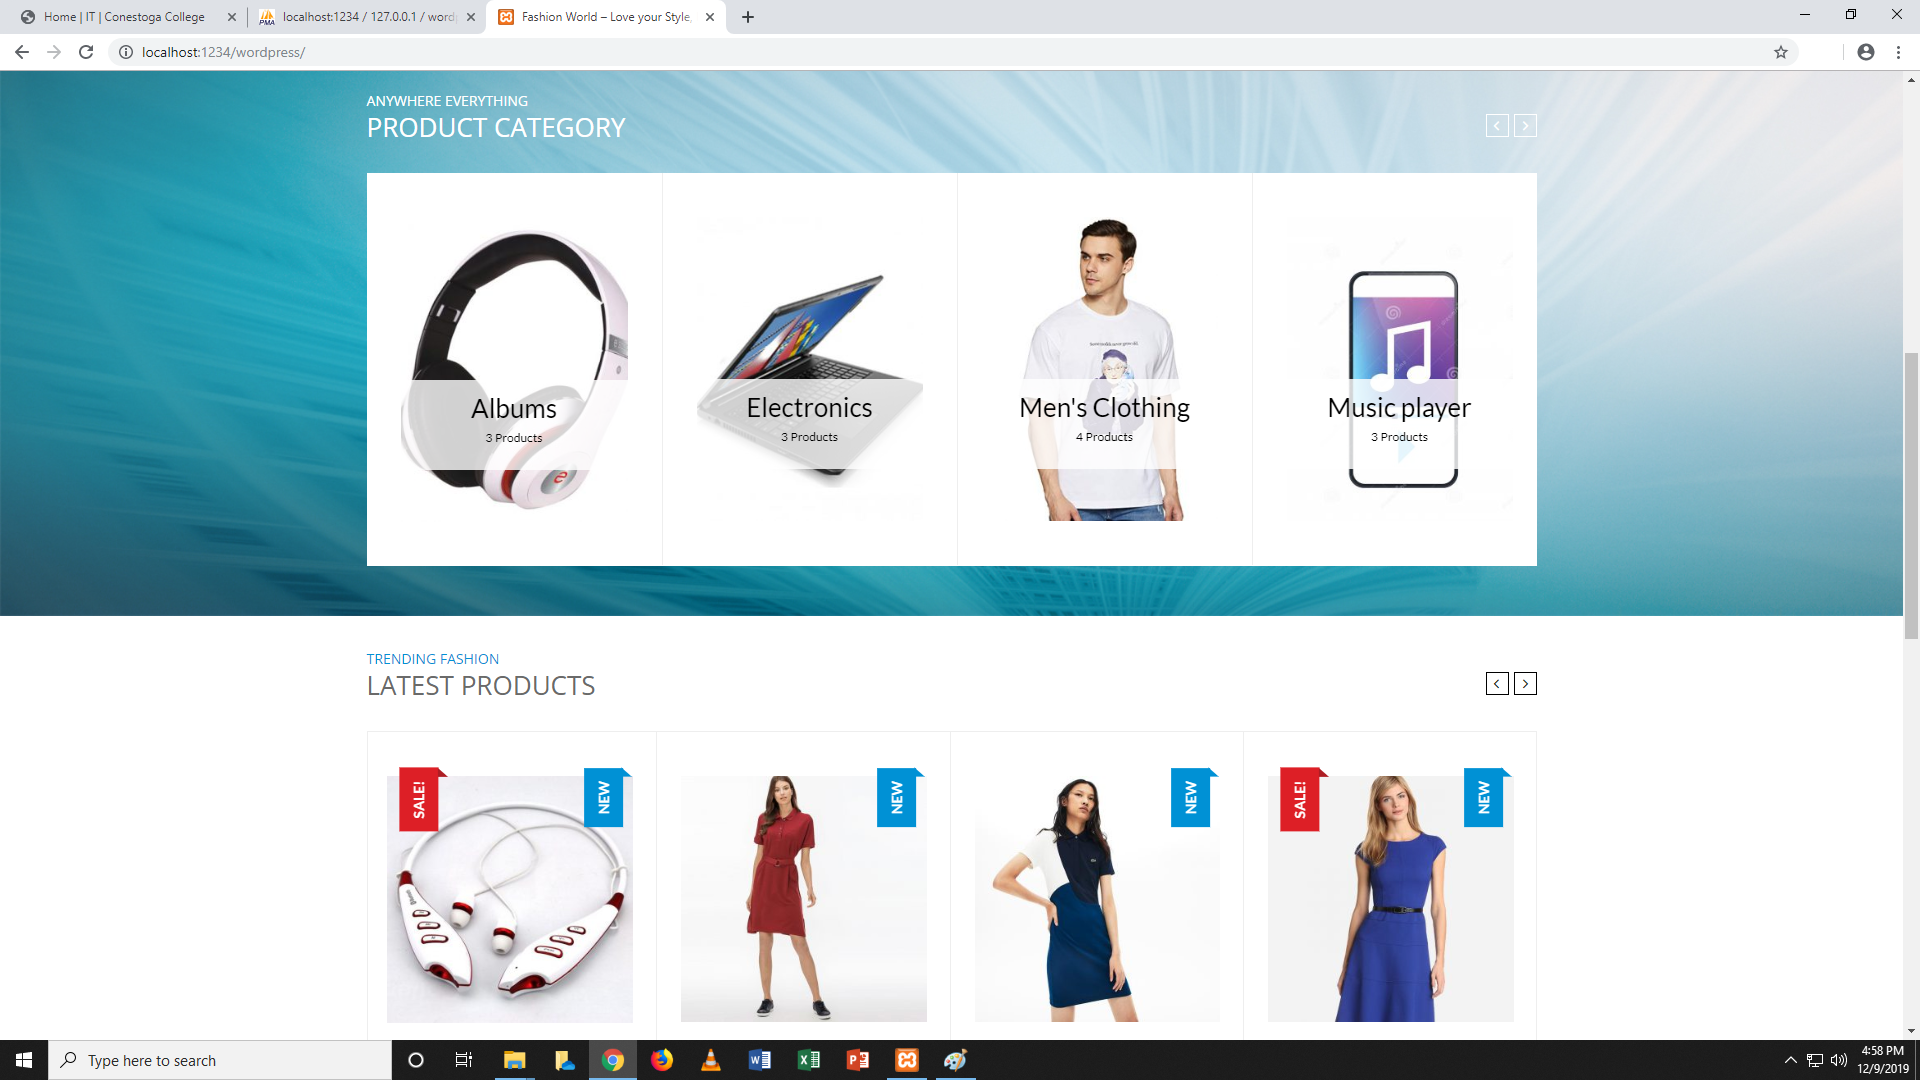 Home | IT | Conestoga College
localhost:1234 / 127.0.0.1 / word
Fashion World – Love your Style,
localhost:1234/wordpress/
ANYWHERE EVERYTHING
PRODUCT CATEGORY
Albums
3 Products
Electronics
3 Products
Men's Clothing
4 Products
Music player
3 Products
TRENDING FASHION
LATEST PRODUCTS
SALE!
NEW
NEW
NEW
SALE!
NEW
Type here to search
4:58 PM
12/9/2019